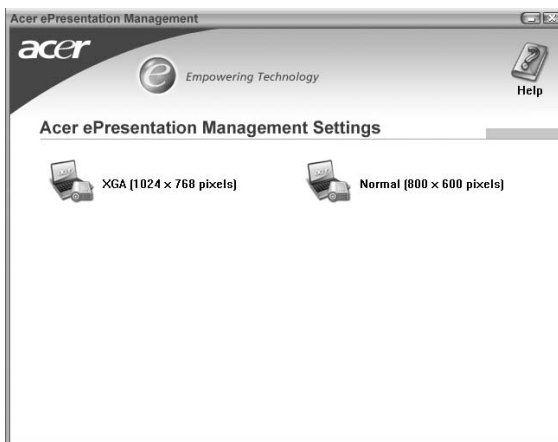 Acer ePresentation Management
acer
e Empowering Technology
Help
Acer ePresentation Management Settings
XGA (1024 x 768 pixels)
Normal (800 x 600 pixels)